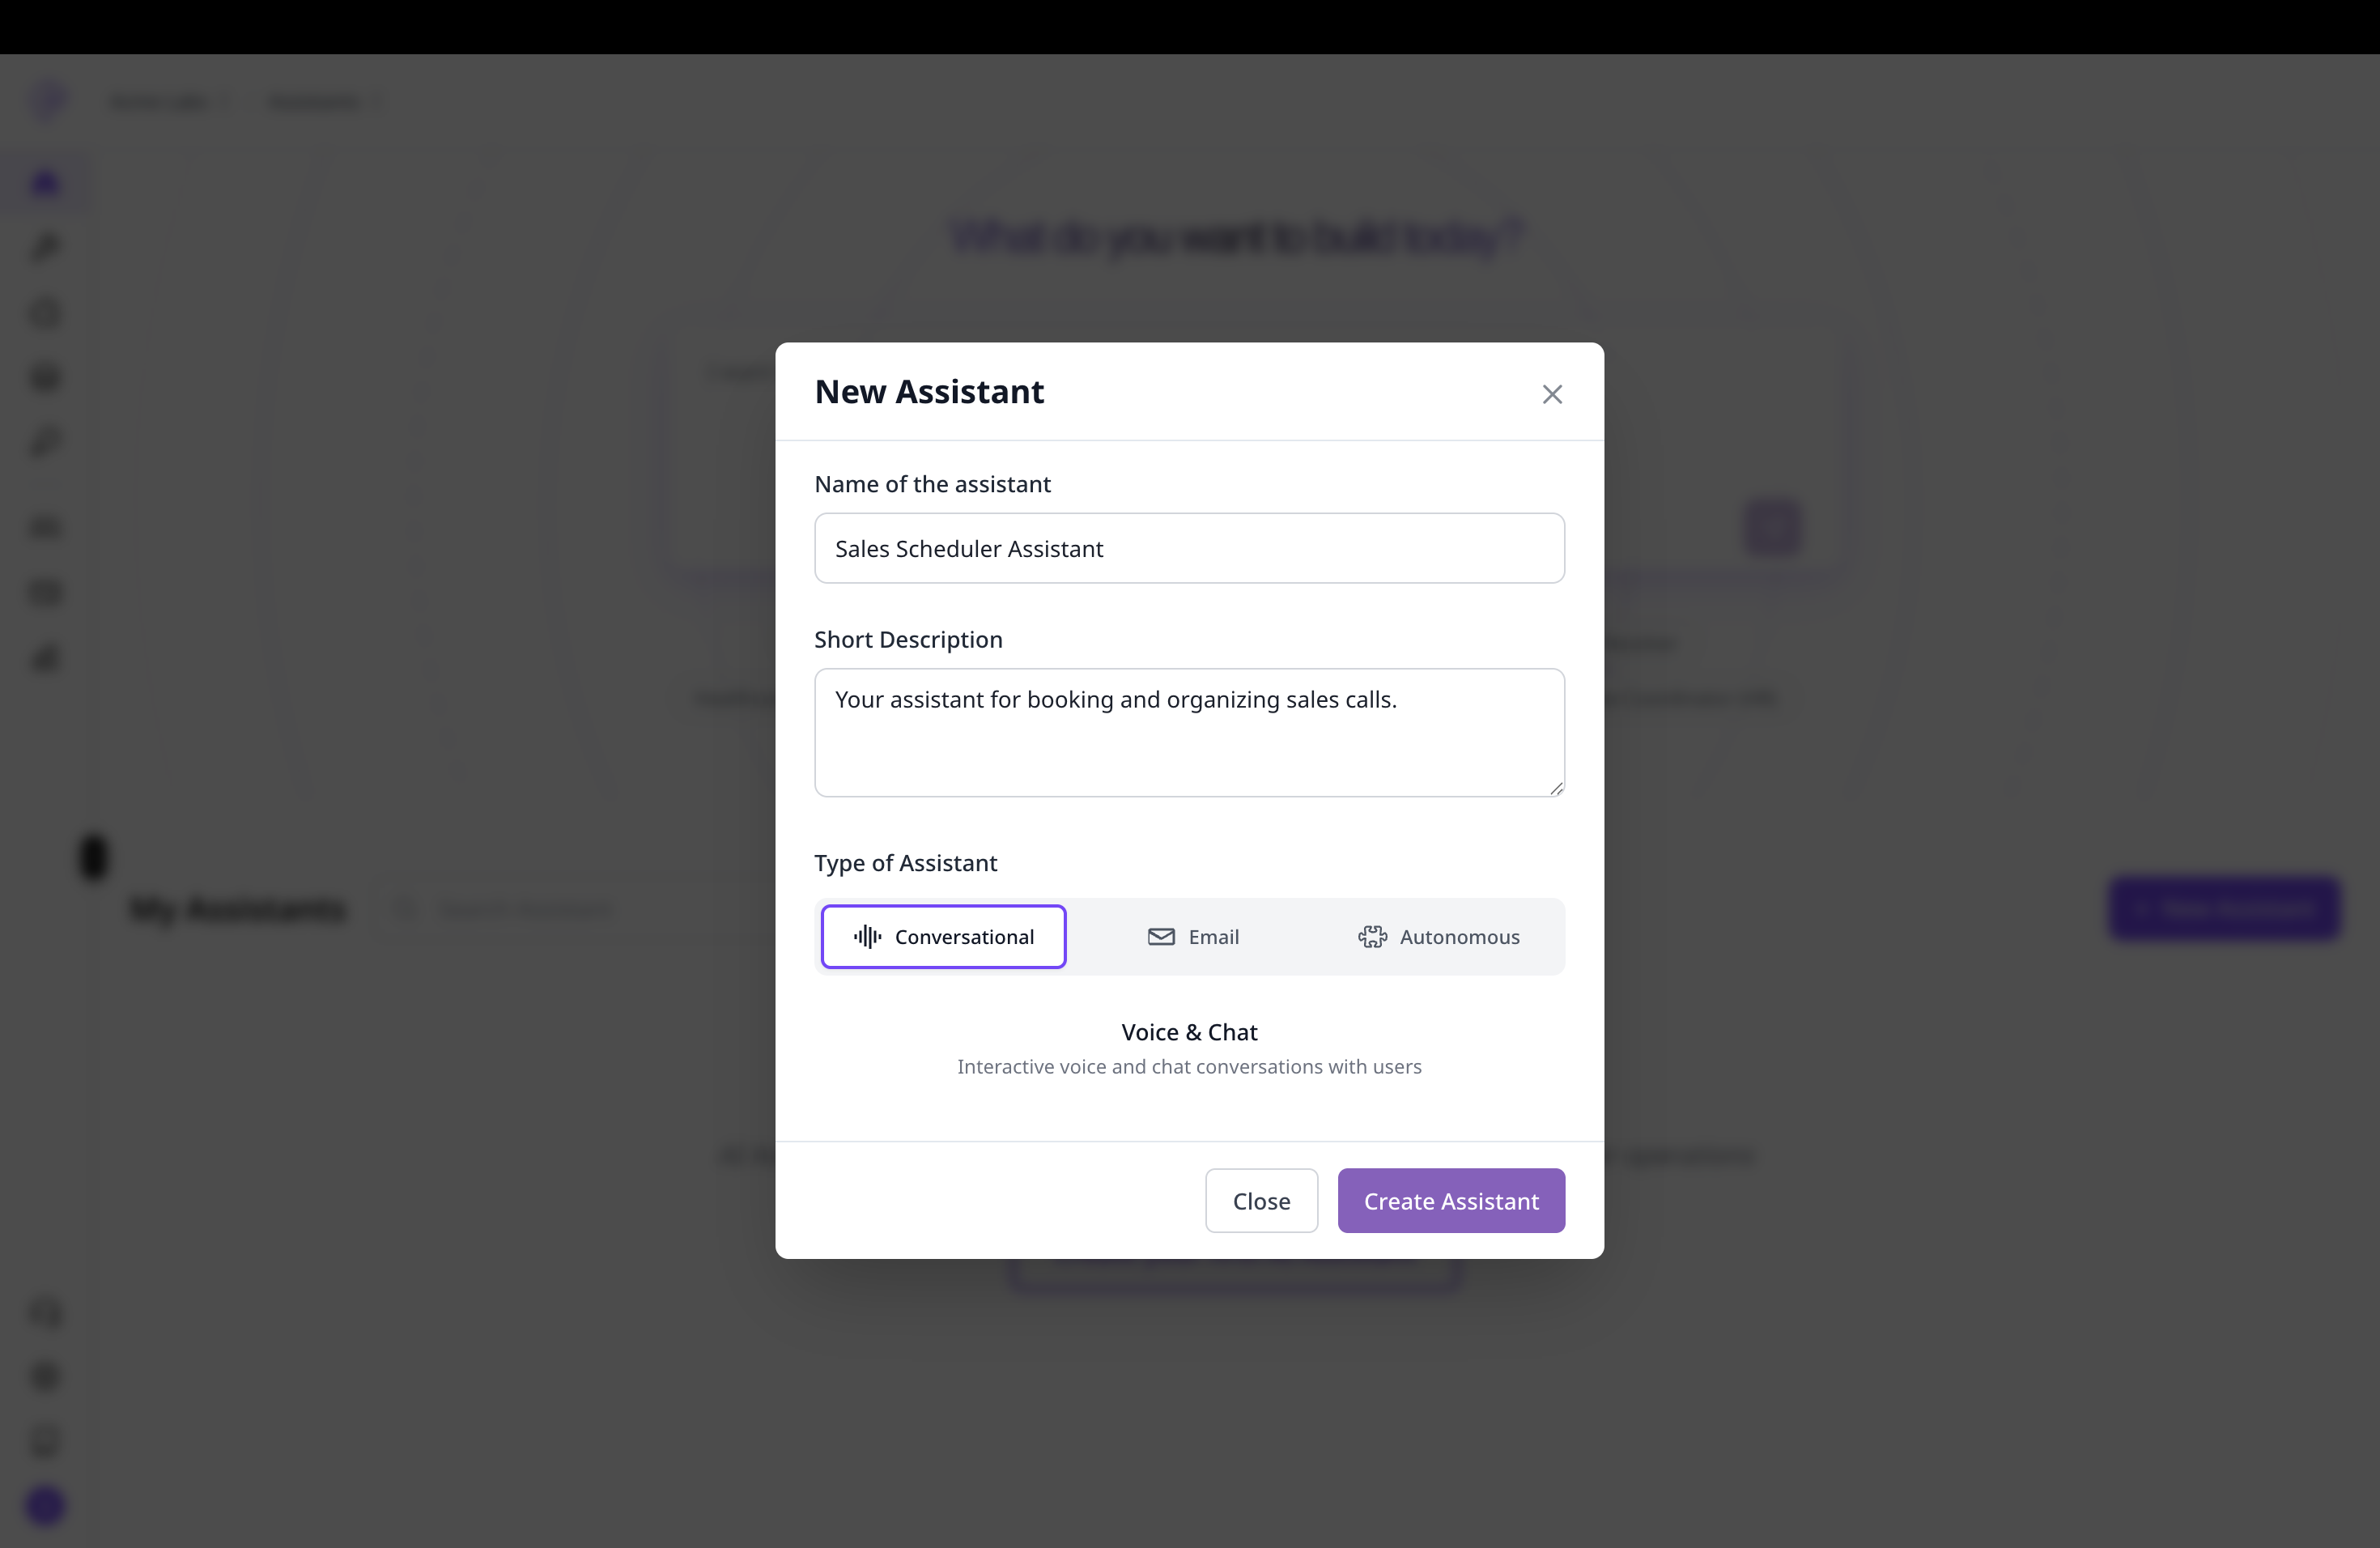 What do you want to build today?
New Assistant
Name of the assistant
Sales Scheduler Assistant
Short Description
Your assistant for booking and organizing sales calls.
Type of Assistant
Conversational
Email
Autonomous
My Assistants
New Assistant
Voice & Chat
Interactive voice and chat conversations with users
Close
Create Assistant